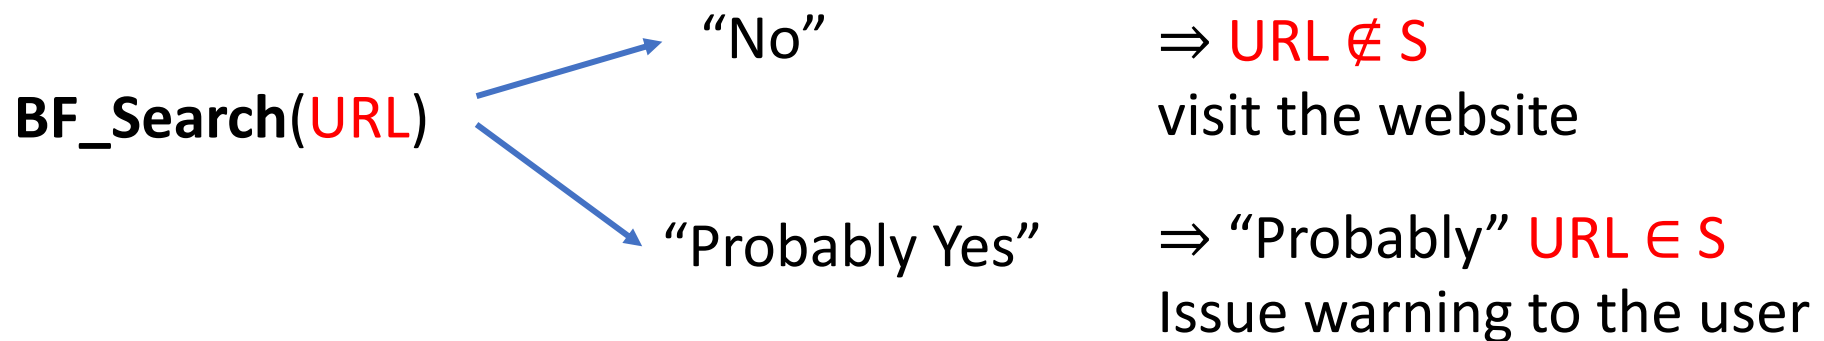 “No” ⇒ URL ∉ S
BF_Search(URL) visit the website
“Probably Yes” ⇒ “Probably” URL ∈ S
Issue warning to the user